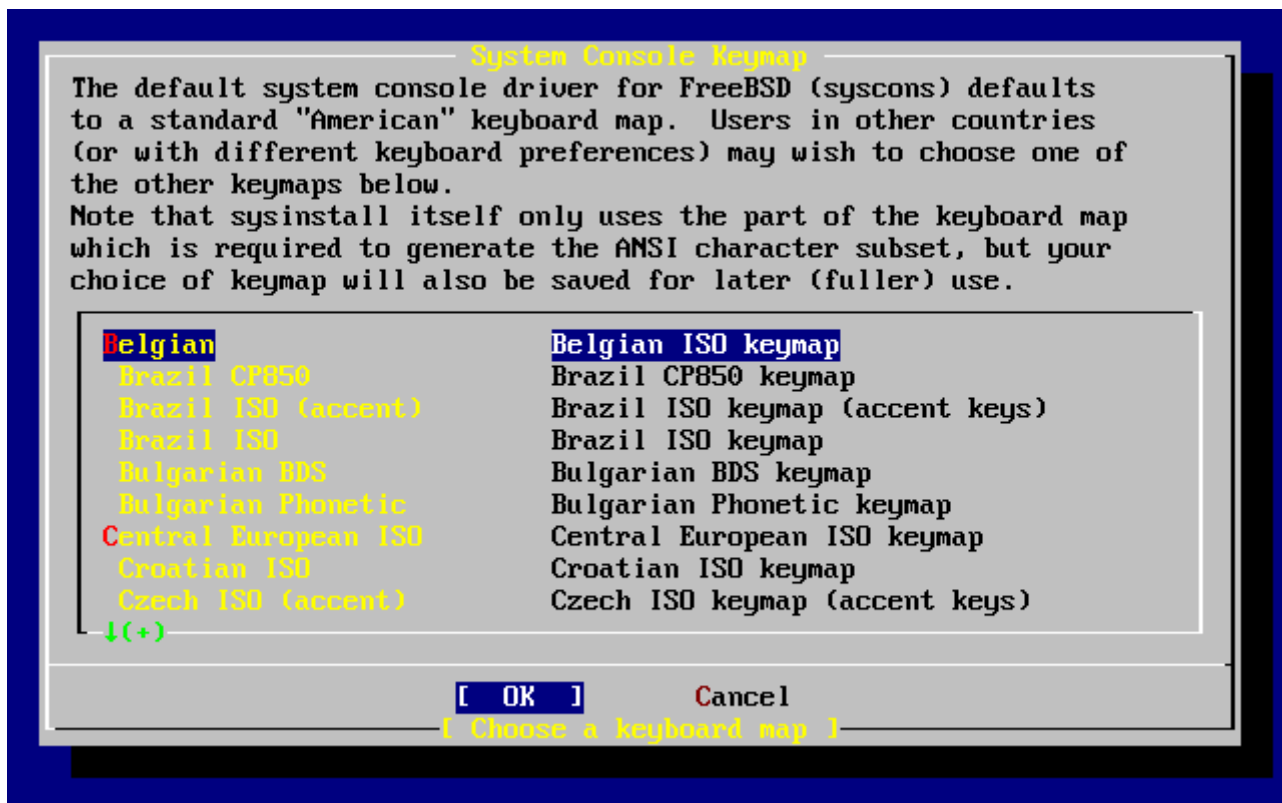 System Console Keymap
The default system console driver for FreeBSD (syscons) defaults
to a standard "American" keyboard map.  Users in other countries
(or with different keyboard preferences) may wish to choose one of
the other keymaps below.
Note that sysinstall itself only uses the part of the keyboard map
which is required to generate the ANSI character subset, but your
choice of keymap will also be saved for later (fuller) use.
Belgian Belgian ISO keymap
Brazil CP850 Brazil CP850 keymap
Brazil ISO (accent) Brazil ISO keymap (accent keys)
Brazil ISO Brazil ISO keymap
Bulgarian BDS Bulgarian BDS keymap
Bulgarian Phonetic Bulgarian Phonetic keymap
Central European ISO Central European ISO keymap
Croatian ISO Croatian ISO keymap
Czech ISO (accent) Czech ISO keymap (accent keys)
↓(+)
[ OK ] Cancel
[ Choose a keyboard map ]